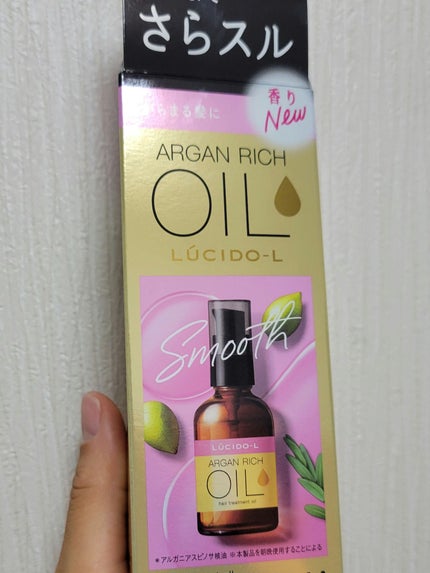 さらスル
香り
New
らまる髪に
ARGAN RICH
OIL
LÚCIDO-L
Smooth
LÚCIDO-L
ARGAN RICH
OIL
hair treatment oil
*アルガニアスピノサ核油 ※本製品を朝晩使用することによる